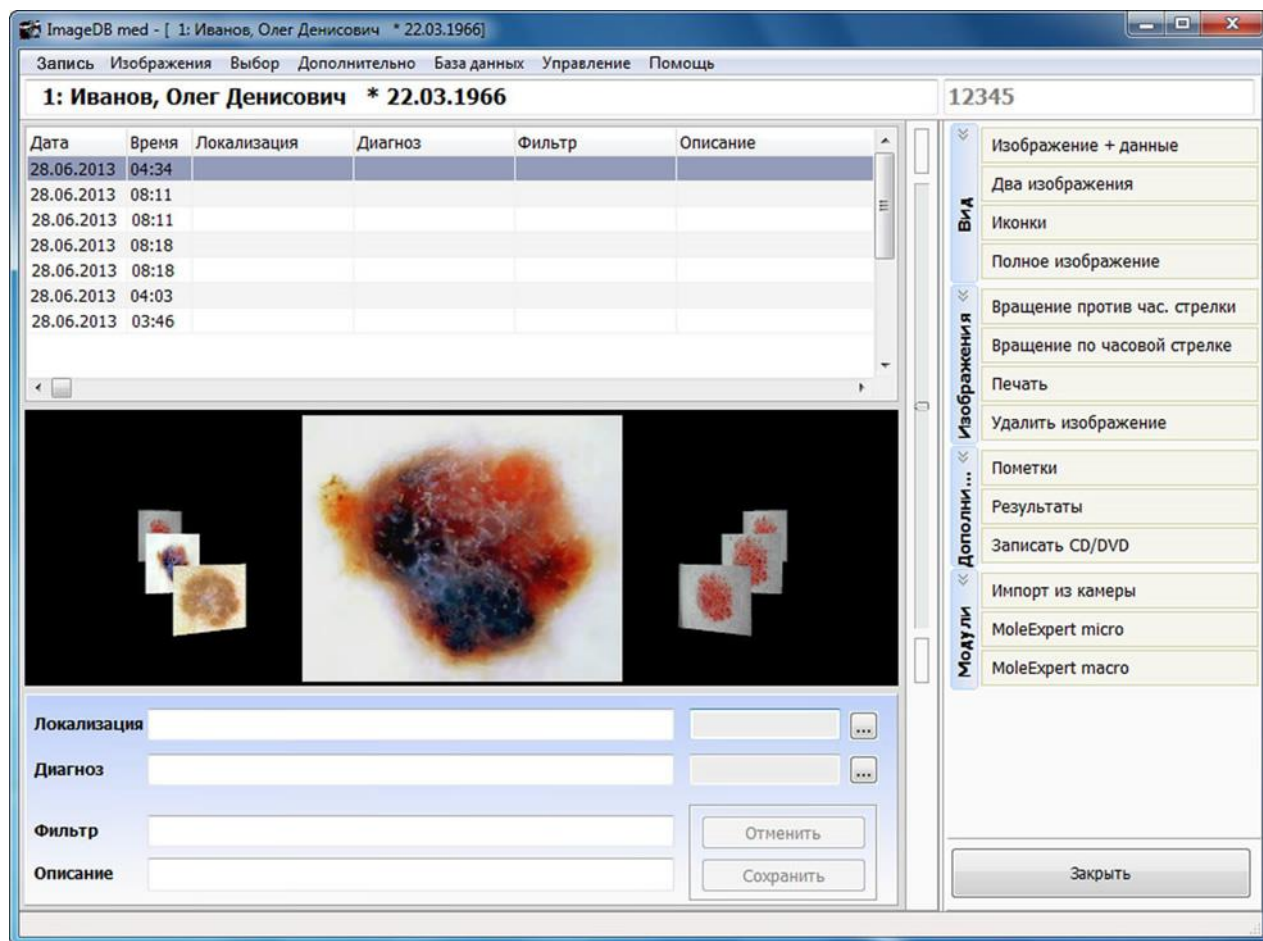 ImageDB med - [ 1: Иванов, Олег Денисович * 22.03.1966]
Запись Изображения Выбор Дополнительно База данных Управление Помощь
1: Иванов, Олег Денисович * 22.03.1966
12345
Дата Время Локализация Диагноз Фильтр Описание
28.06.2013 04:34
28.06.2013 08:11
28.06.2013 08:11
28.06.2013 08:18
28.06.2013 08:18
28.06.2013 04:03
28.06.2013 03:46
Локализация
...
Диагноз
...
Фильтр
Отменить
Описание
Сохранить
Вид
Изображение + данные
Два изображения
Иконки
Полное изображение
Изображения
Вращение против час. стрелки
Вращение по часовой стрелке
Печать
Удалить изображение
Дополни...
Пометки
Результаты
Записать CD/DVD
Модули
Импорт из камеры
MoleExpert micro
MoleExpert macro
Закрыть